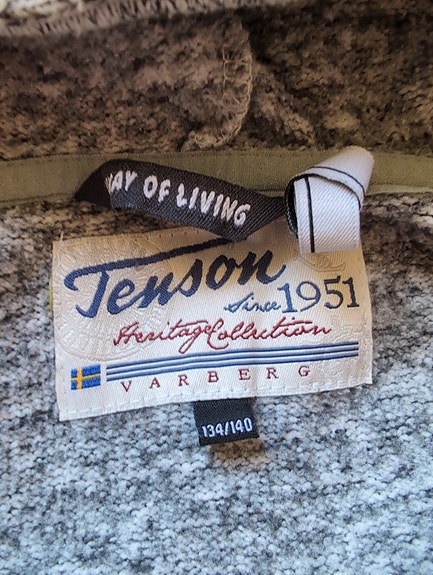 WAY OF LIVING
Tenson
Since 1951
Heritage Collection
VARBERG
134/140